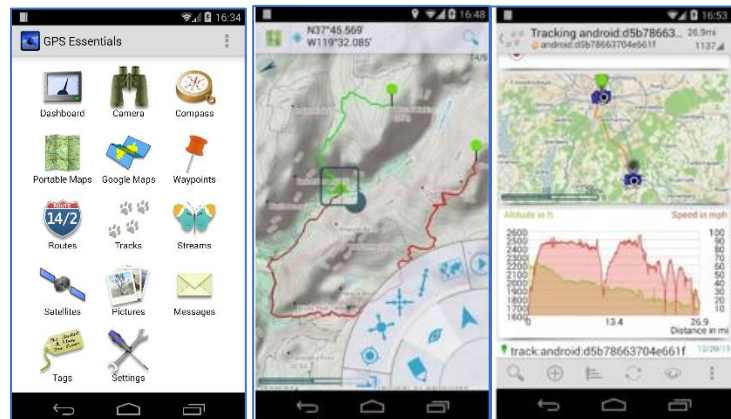 16:34
GPS Essentials
Dashboard Camera Compass
Portable Maps Google Maps Waypoints
14/2
Routes Tracks Streams
Satellites Pictures Messages
Tags Settings
16:48
N37°45.569'
W119°32.085'
T4/6
16:53
Tracking android:d5b78663... 26.9mi
android:d5b78663704e661f 1137
Altitude in ft Speed in mph
2600 100
2500 90
2400 80
2300 70
2200 60
2100 50
2000 40
1900 30
1800 20
1700 10
1600
0 13.4 26.9
Distance in mi
track:android:d5b78663704e661f